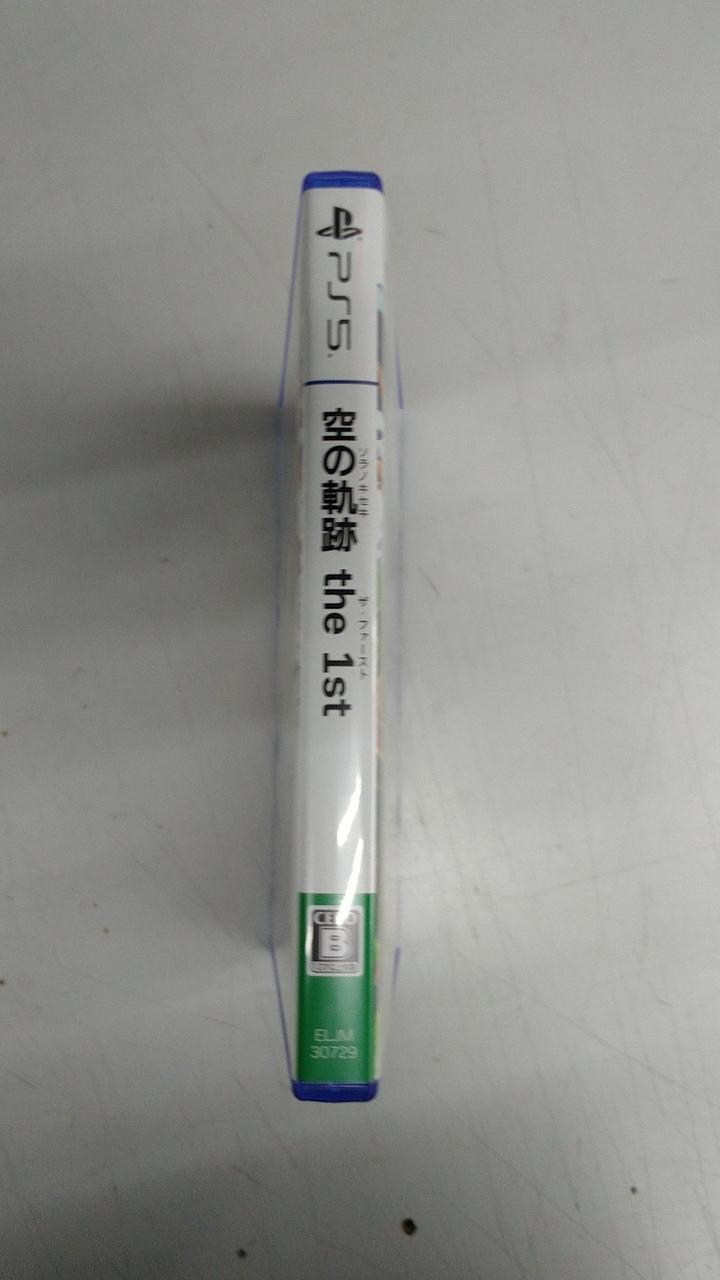 PS5
空の軌跡 the 1st
ソラノキセキ ザ・ファースト
CERO
B
ELJM
30729